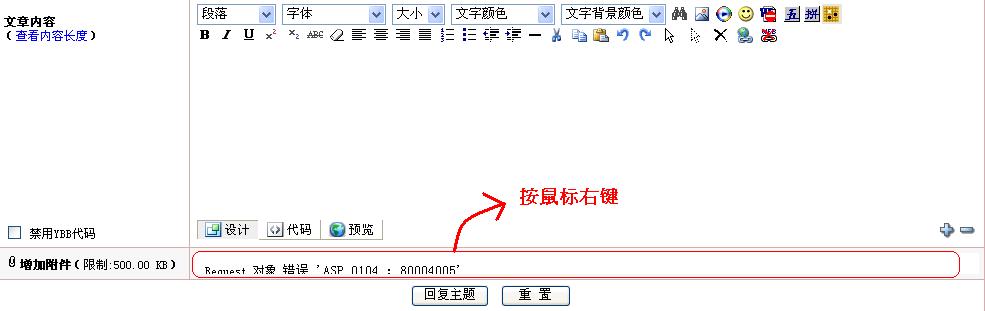 文章内容
（查看内容长度）
段落 字体 大小 文字颜色 文字背景颜色 五 拼
B I U x² x₂ ABC
按鼠标右键
禁用YBB代码
设计 代码 预览
增加附件（限制:500.00 KB）
Request 对象 错误 'ASP 0104 : 80004005'
回复主题 重 置